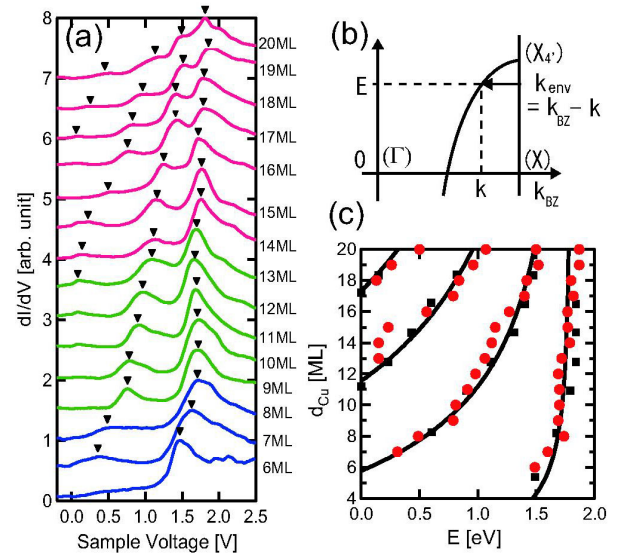 (a)
8
7
6
5
4
3
2
1
0
dI/dV [arb. unit]
20ML
19ML
18ML
17ML
16ML
15ML
14ML
13ML
12ML
11ML
10ML
9ML
8ML
7ML
6ML
0.0 0.5 1.0 1.5 2.0 2.5
Sample Voltage [V]
(b)
E
0
(Γ)
(X4')
kenv
= kBZ − k
(X)
k
kBZ
(c)
20
18
16
14
12
10
8
6
4
dCu [ML]
0.0 0.5 1.0 1.5 2.0
E [eV]